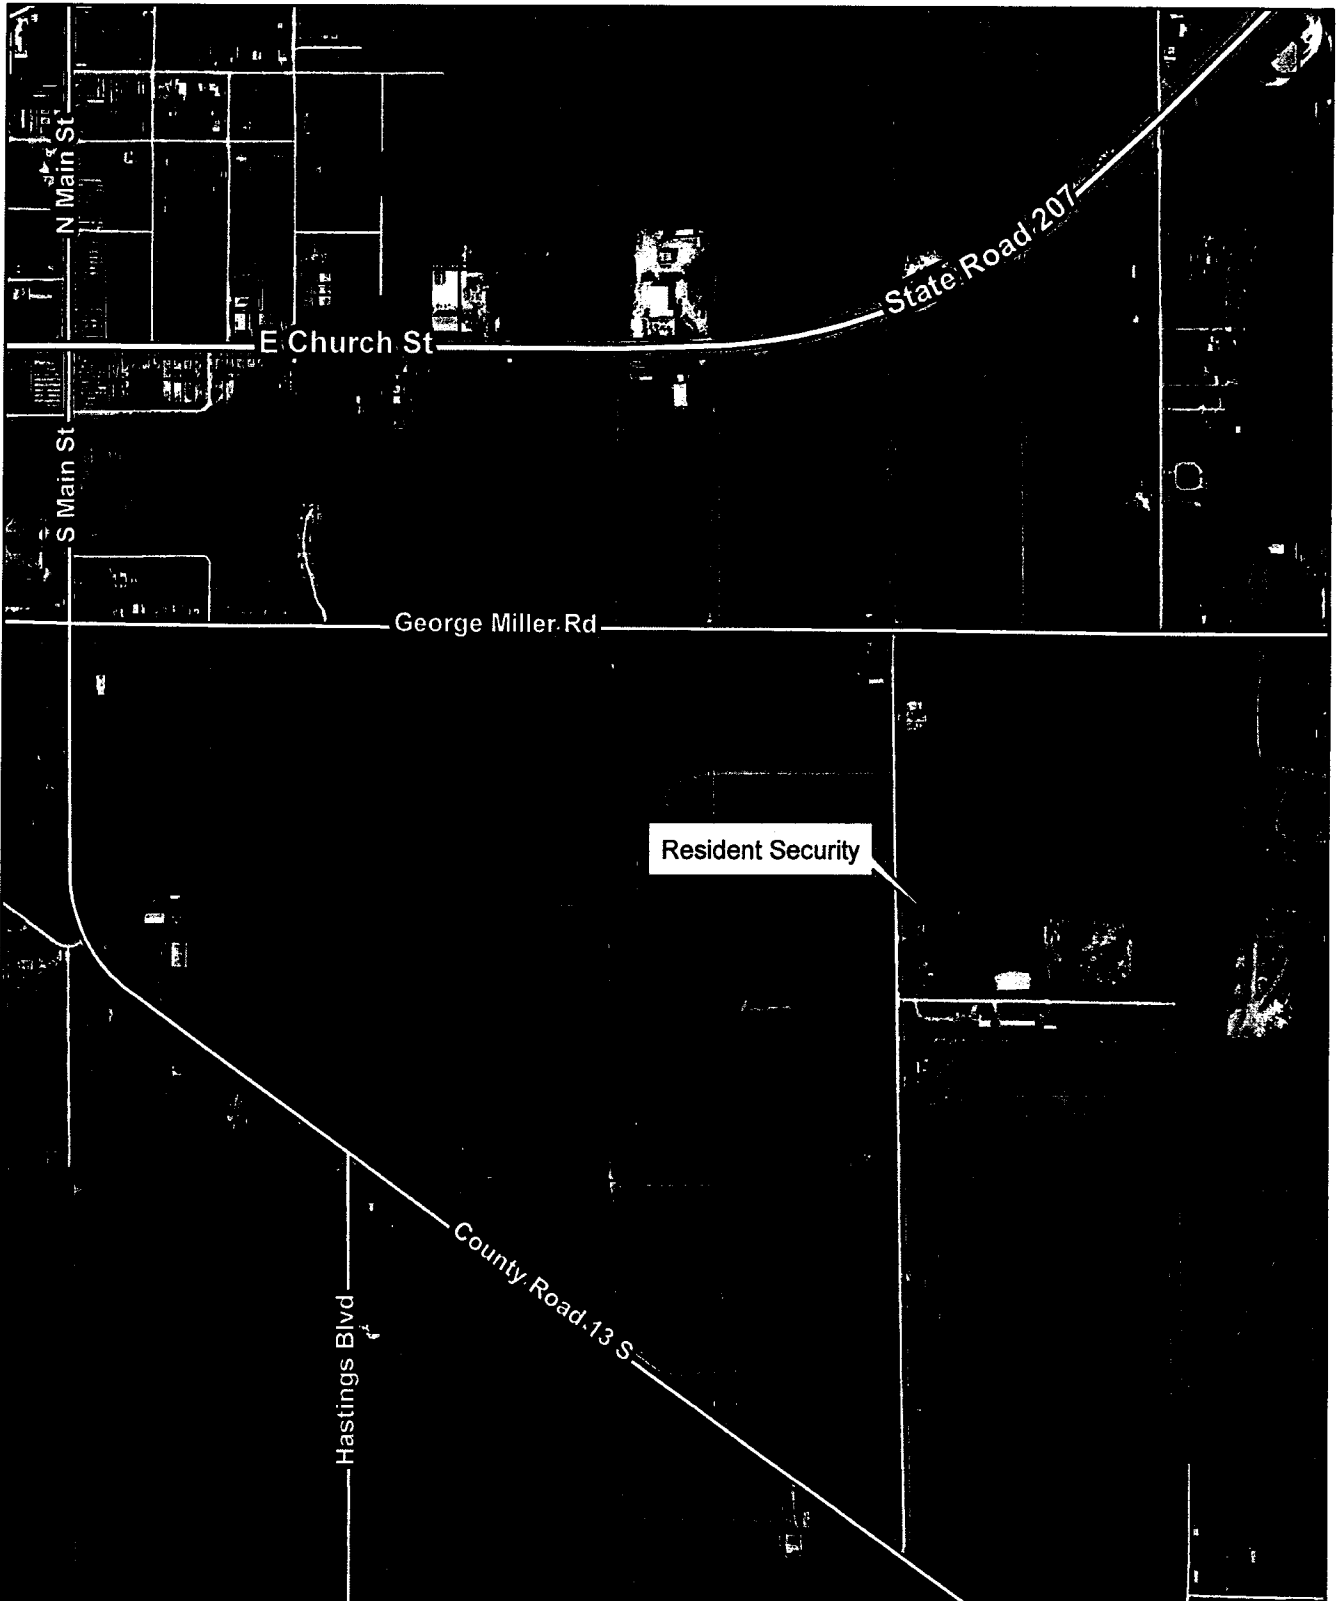 N Main St
State Road 207
E Church St
S Main St
George Miller Rd
Resident Security
County Road 13 S
Hastings Blvd